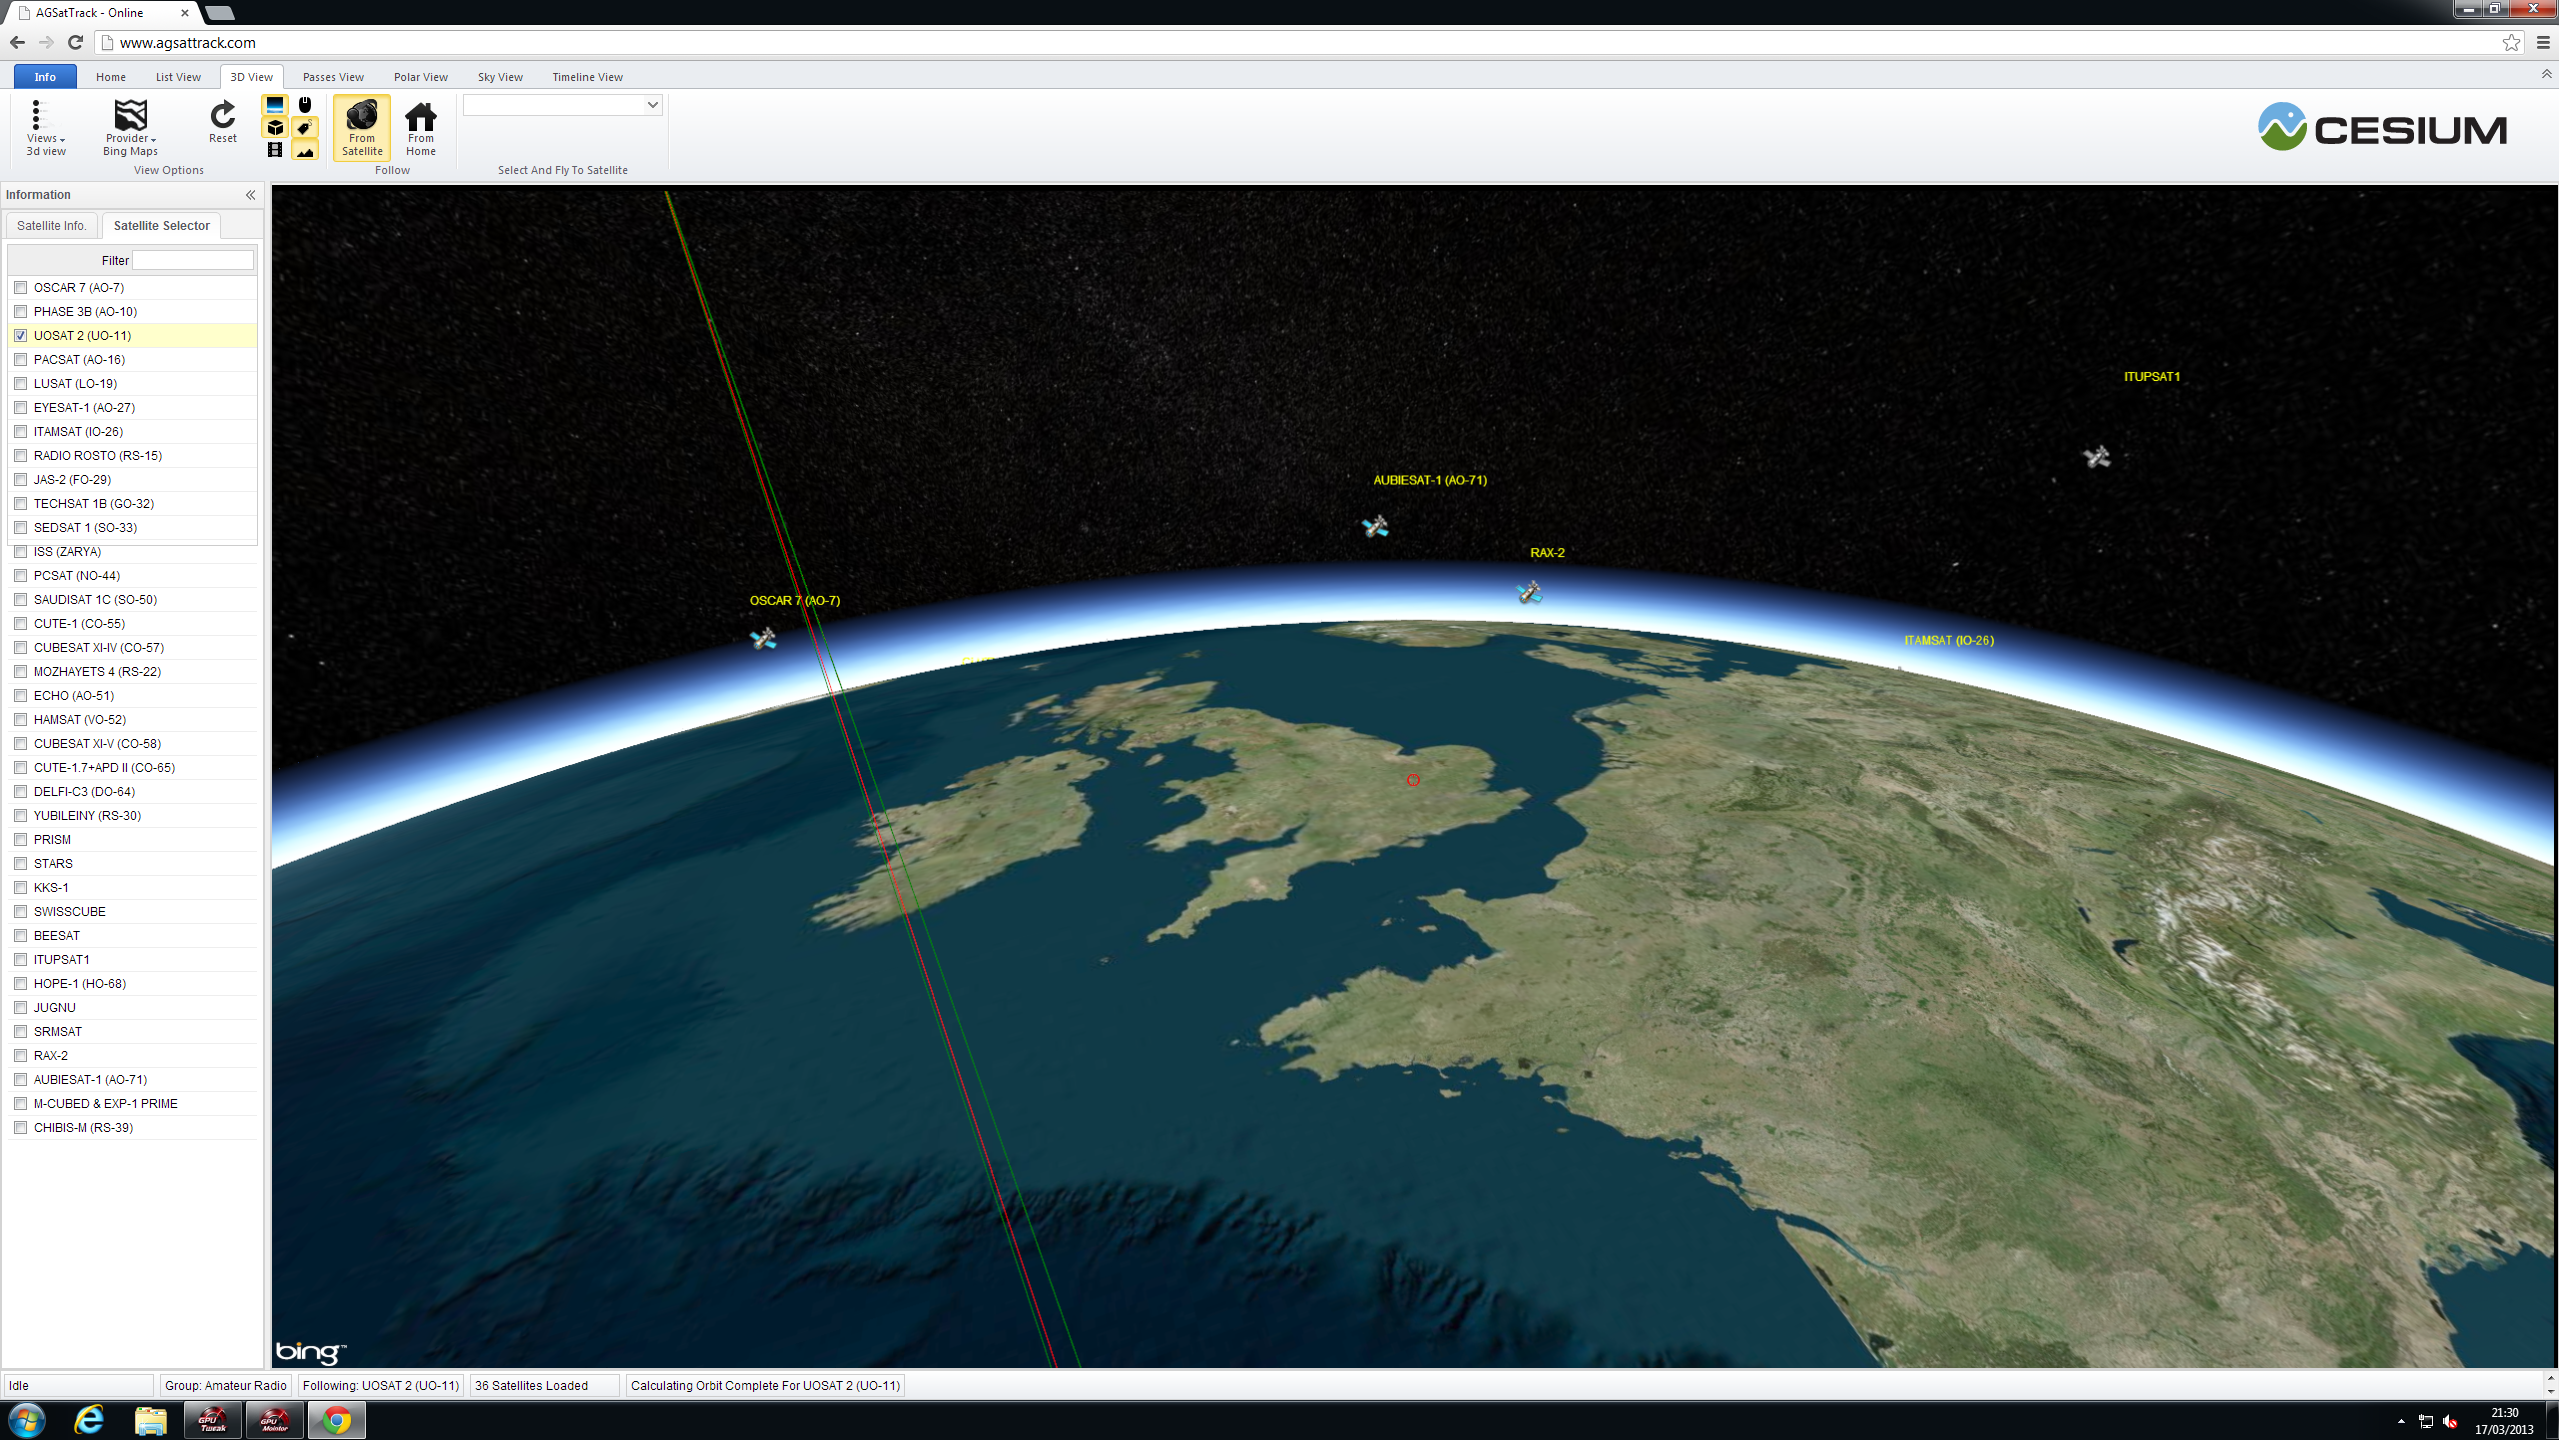 AGSatTrack - Online
www.agsattrack.com
Info Home List View 3D View Passes View Polar View Sky View Timeline View
Views
3d view
Provider
Bing Maps
Reset
View Options
From
Satellite
From
Home
Follow
Select And Fly To Satellite
CESIUM
Information
Satellite Info. Satellite Selector
Filter
OSCAR 7 (AO-7)
PHASE 3B (AO-10)
UOSAT 2 (UO-11)
PACSAT (AO-16)
LUSAT (LO-19)
EYESAT-1 (AO-27)
ITAMSAT (IO-26)
RADIO ROSTO (RS-15)
JAS-2 (FO-29)
TECHSAT 1B (GO-32)
SEDSAT 1 (SO-33)
ISS (ZARYA)
PCSAT (NO-44)
SAUDISAT 1C (SO-50)
CUTE-1 (CO-55)
CUBESAT XI-IV (CO-57)
MOZHAYETS 4 (RS-22)
ECHO (AO-51)
HAMSAT (VO-52)
CUBESAT XI-V (CO-58)
CUTE-1.7+APD II (CO-65)
DELFI-C3 (DO-64)
YUBILEINY (RS-30)
PRISM
STARS
KKS-1
SWISSCUBE
BEESAT
ITUPSAT1
HOPE-1 (HO-68)
JUGNU
SRMSAT
RAX-2
AUBIESAT-1 (AO-71)
M-CUBED & EXP-1 PRIME
CHIBIS-M (RS-39)
ITUPSAT1
AUBIESAT-1 (AO-71)
RAX-2
OSCAR 7 (AO-7)
ITAMSAT (IO-26)
bing™
Idle
Group: Amateur Radio
Following: UOSAT 2 (UO-11)
36 Satellites Loaded
Calculating Orbit Complete For UOSAT 2 (UO-11)
GPU Tweak
GPU Monitor
21:30
17/03/2013